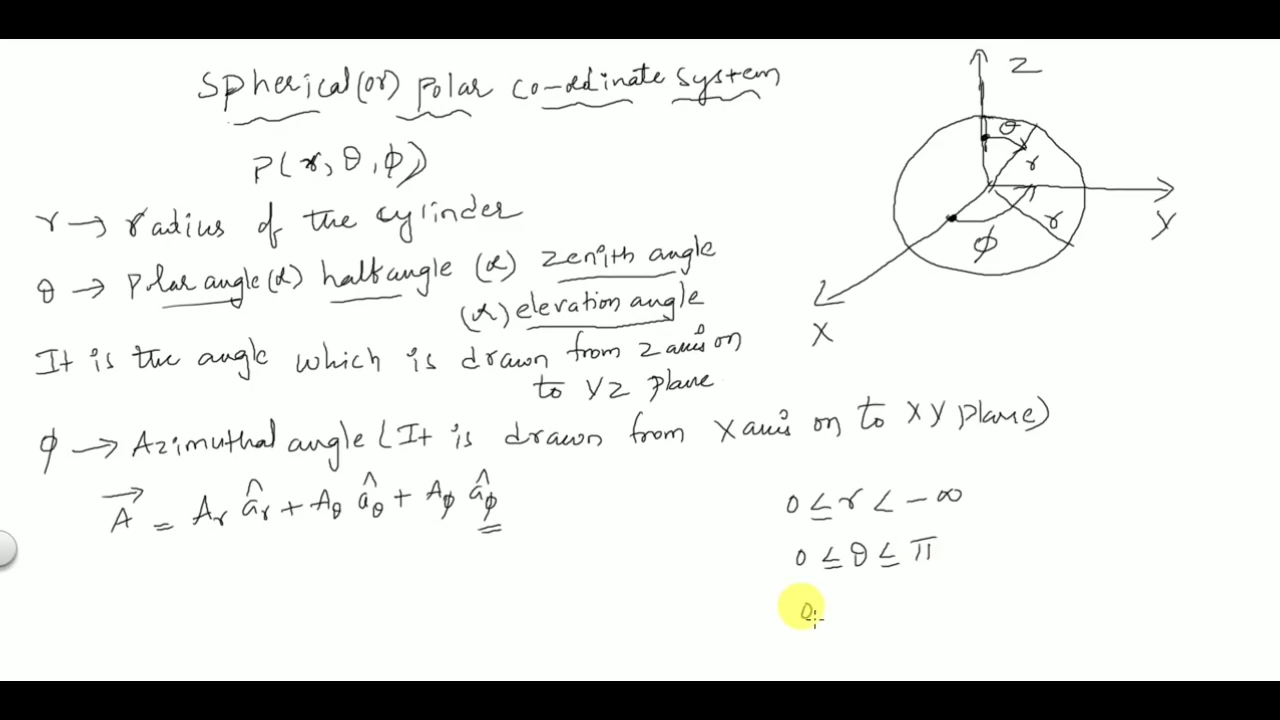 Spherical (or) polar co-ordinate system
P(r, θ, φ)
r → radius of the cylinder
θ → Polar angle (or) half angle (or) zenith angle
(or) elevation angle
It is the angle which is drawn from z axis on
to YZ plane
φ → Azimuthal angle (It is drawn from X axis on to XY plane)
A⃗ = Ar âr + Aθ âθ + Aφ âφ
0 ≤ r < -∞
0 ≤ θ ≤ π
0
Z
θ
r
Y
r
φ
X